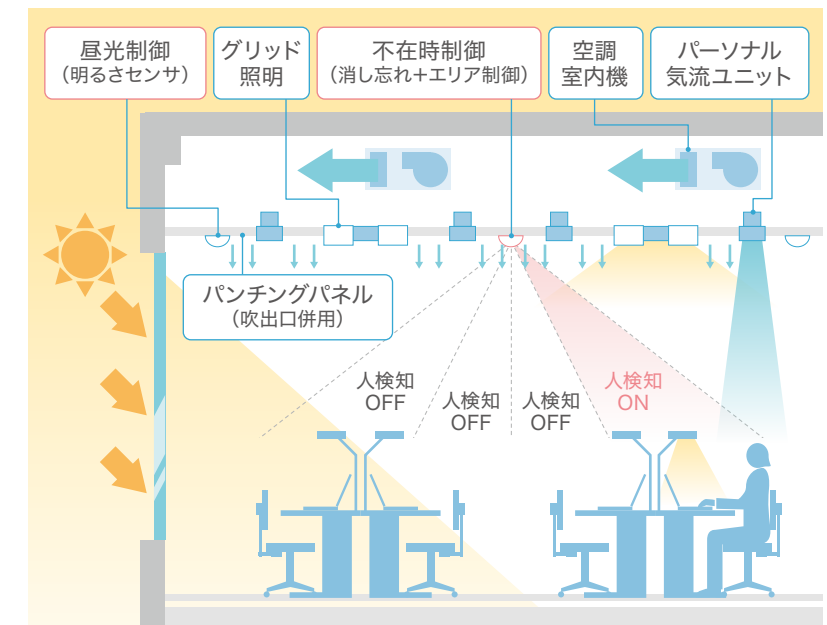 昼光制御
（明るさセンサ）
グリッド
照明
不在時制御
（消し忘れ＋エリア制御）
空調
室内機
パーソナル
気流ユニット
パンチングパネル
（吹出口併用）
人検知
OFF
人検知
OFF
人検知
OFF
人検知
ON